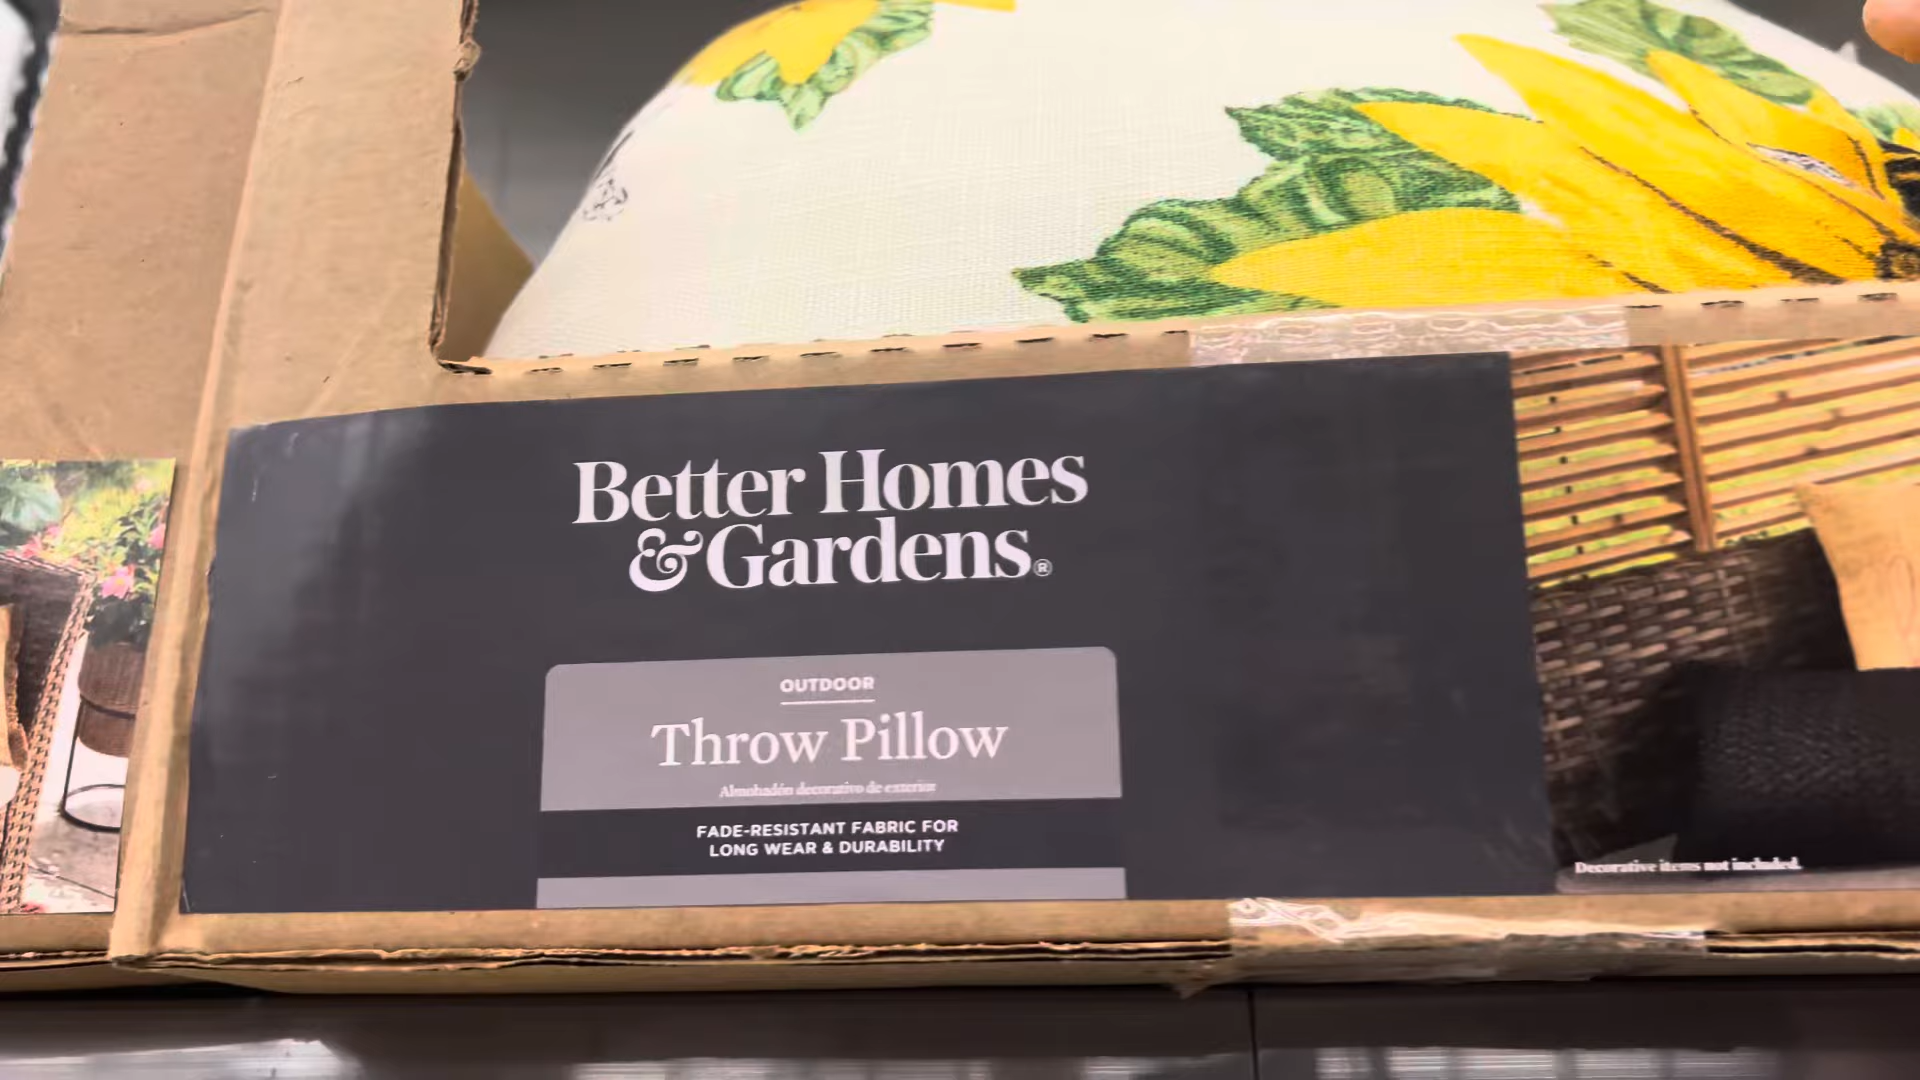 Better Homes
& Gardens®
OUTDOOR
Throw Pillow
Almohadón decorativo de exterior
FADE-RESISTANT FABRIC FOR
LONG WEAR & DURABILITY
Decorative items not included.